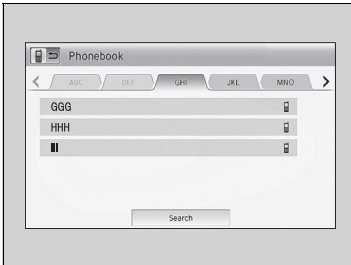 Phonebook
ABC DEF GHI JKL MNO
GGG
HHH
III
Search